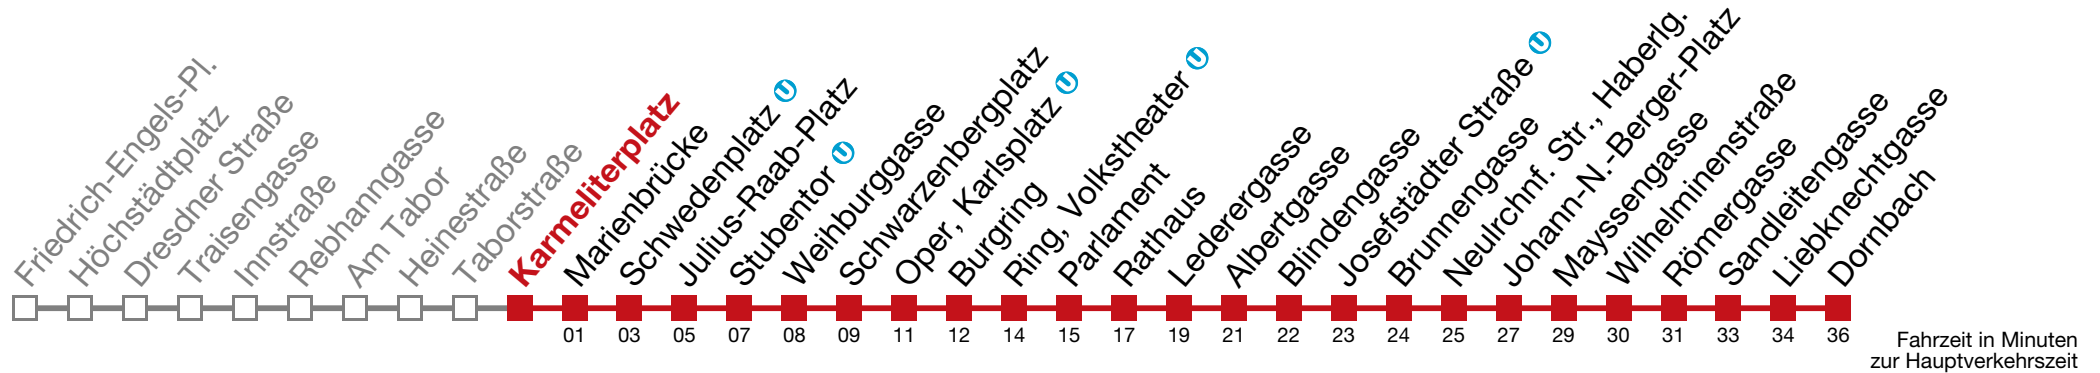 Friedrich-Engels-Pl.
Höchstädtplatz
Dresdner Straße
Traisengasse
Innstraße
Rebhanngasse
Am Tabor
Heinestraße
Taborstraße
Karmeliterplatz
Marienbrücke
Schwedenplatz U
Julius-Raab-Platz
Stubentor U
Weihburggasse
Schwarzenbergplatz
Oper, Karlsplatz U
Burgring
Ring, Volkstheater U
Parlament
Rathaus
Lederergasse
Albertgasse
Blindengasse
Josefstädter Straße U
Brunnengasse
Neulrchnf. Str., Haberlg.
Johann-N.-Berger-Platz
Mayssengasse
Wilhelminenstraße
Römergasse
Sandleitengasse
Liebknechtgasse
Dornbach
01 03 05 07 08 09 11 12 14 15 17 19 21 22 23 24 25 27 29 30 31 33 34 36
Fahrzeit in Minuten
zur Hauptverkehrszeit